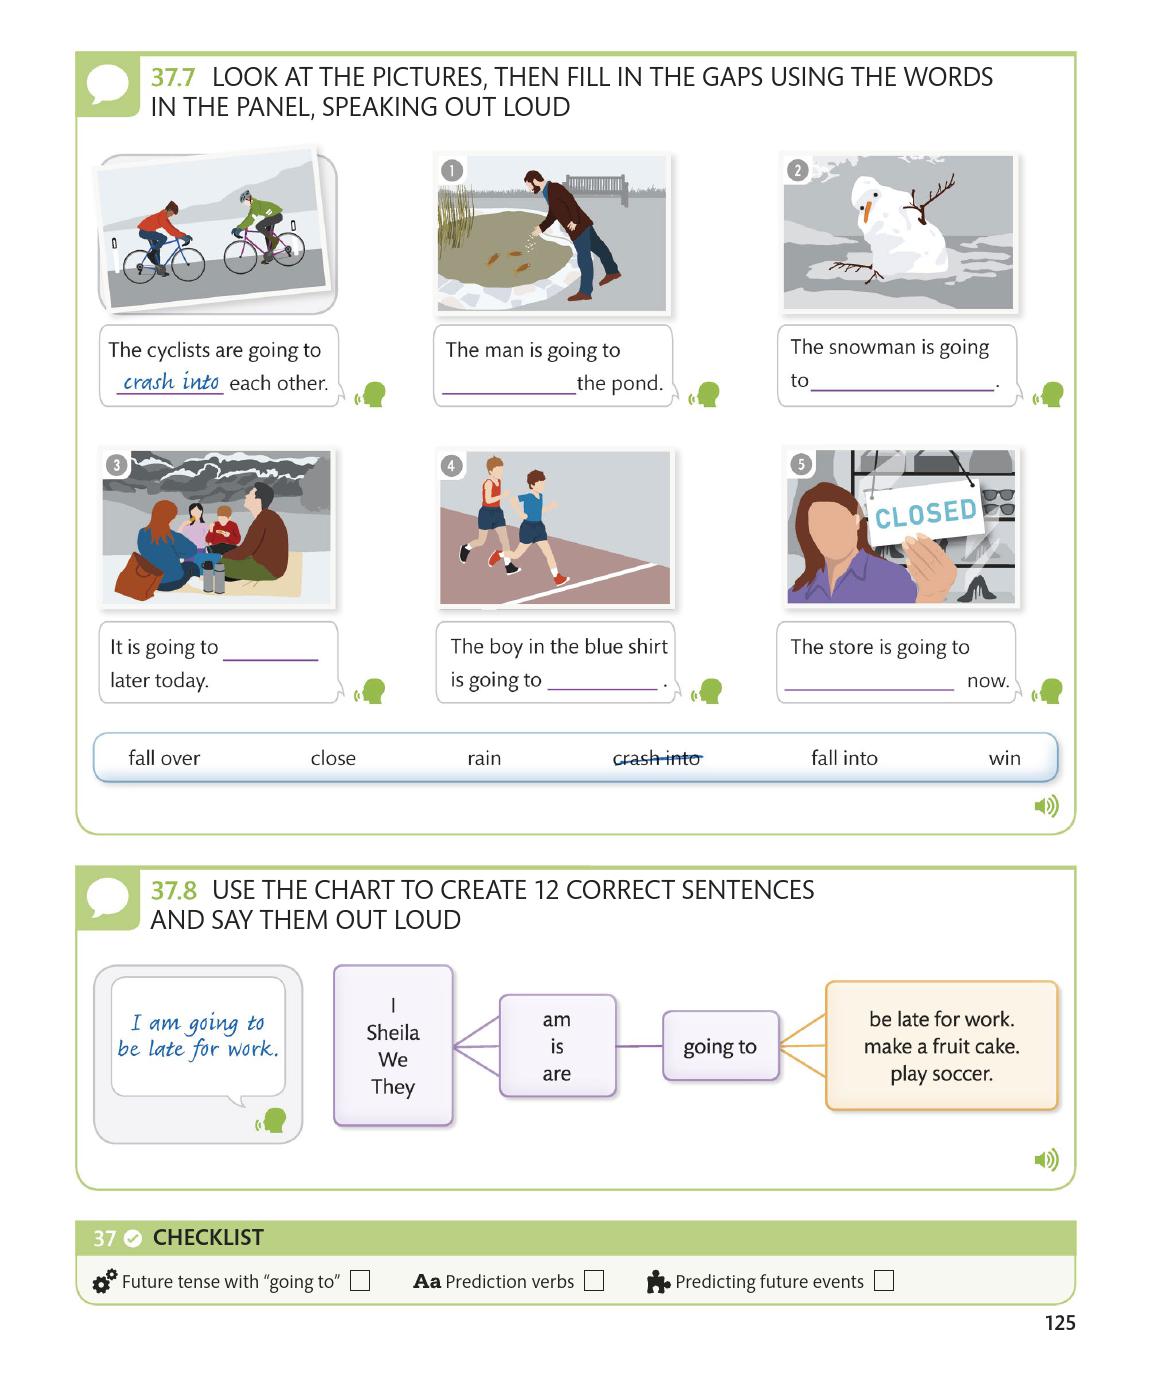 37.7 LOOK AT THE PICTURES, THEN FILL IN THE GAPS USING THE WORDS
IN THE PANEL, SPEAKING OUT LOUD
The cyclists are going to
crash into each other.
1
The man is going to
____________ the pond.
2
The snowman is going
to ________________ .
3
It is going to ________
later today.
4
The boy in the blue shirt
is going to __________ .
5
CLOSED
The store is going to
_______________ now.
fall over close rain crash into fall into win
37.8 USE THE CHART TO CREATE 12 CORRECT SENTENCES
AND SAY THEM OUT LOUD
I am going to
be late for work.
I
Sheila
We
They
am
is
are
going to
be late for work.
make a fruit cake.
play soccer.
37 CHECKLIST
Future tense with “going to” Aa Prediction verbs Predicting future events
125